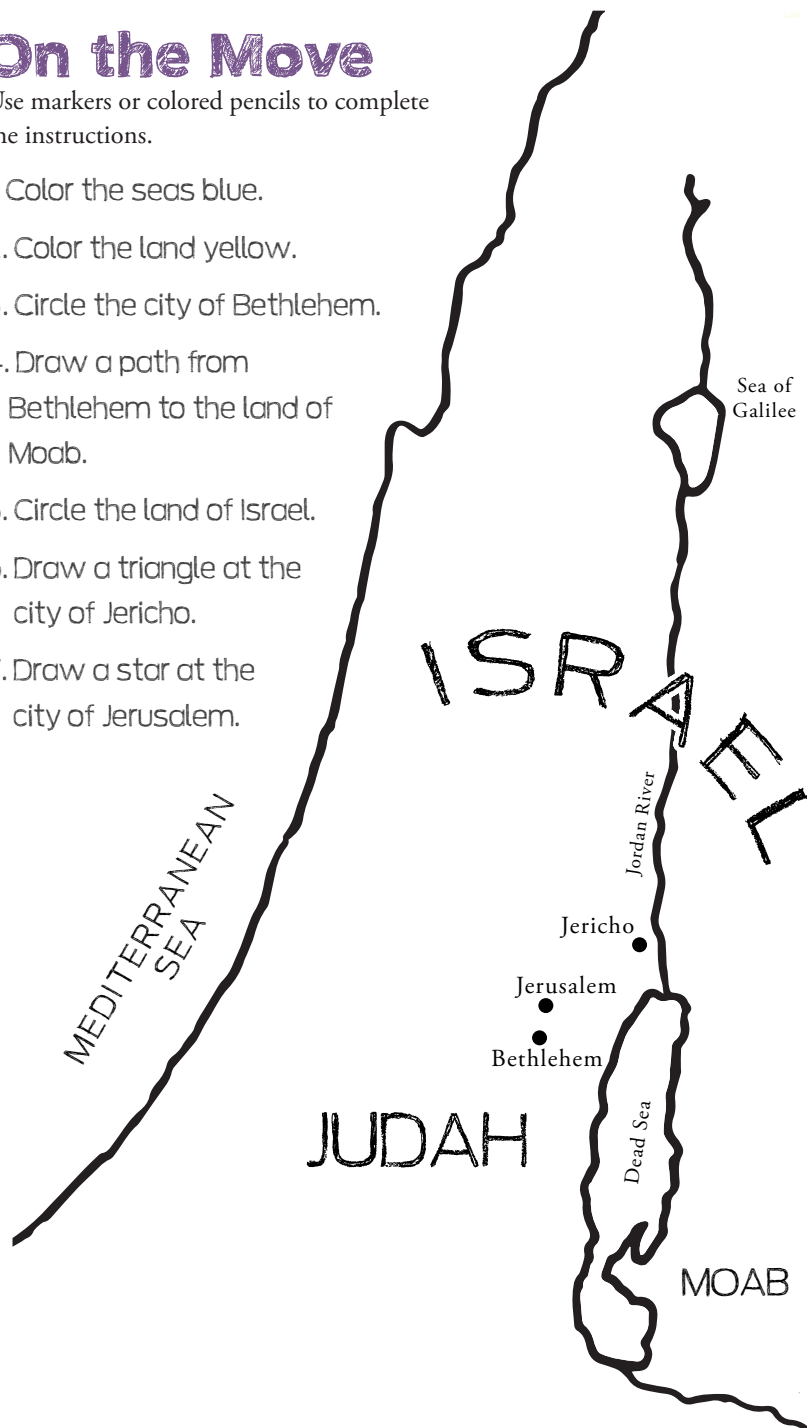 On the Move
Use markers or colored pencils to complete
he instructions.
Color the seas blue.
. Color the land yellow.
. Circle the city of Bethlehem.
. Draw a path from
Bethlehem to the land of
Moab.
. Circle the land of Israel.
. Draw a triangle at the
city of Jericho.
. Draw a star at the
city of Jerusalem.
Sea of
Galilee
ISRAEL
Jordan River
MEDITERRANEAN
SEA
Jericho
Jerusalem
Bethlehem
JUDAH
Dead Sea
MOAB